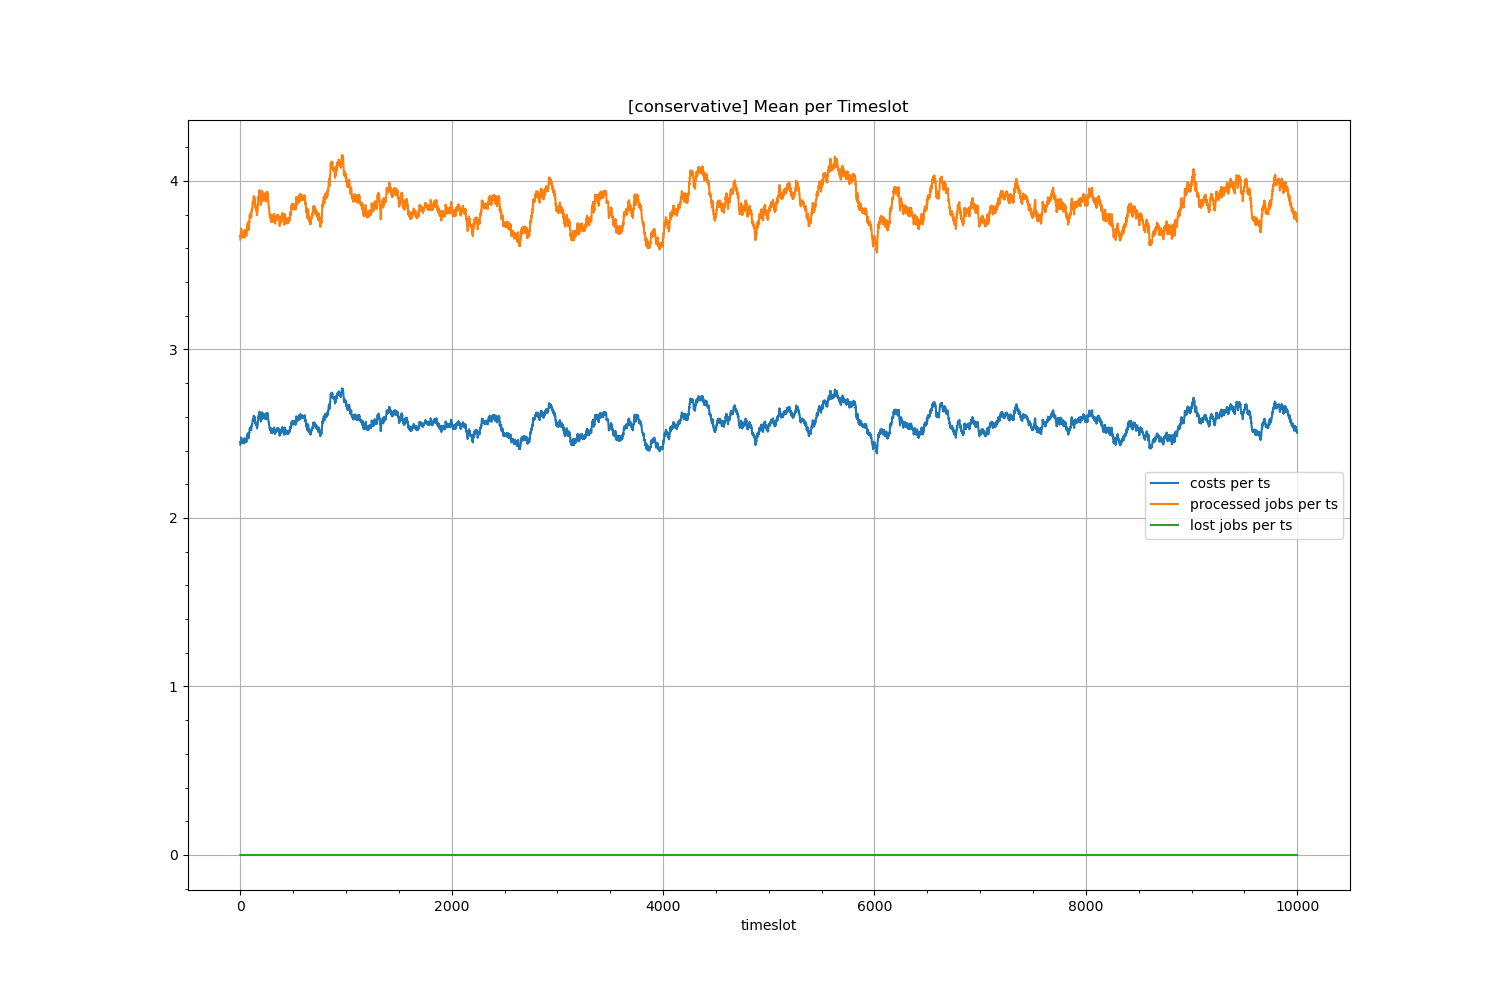 [conservative] Mean per Timeslot
4
3
2
1
0
costs per ts
processed jobs per ts
lost jobs per ts
0 2000 4000 6000 8000 10000
timeslot